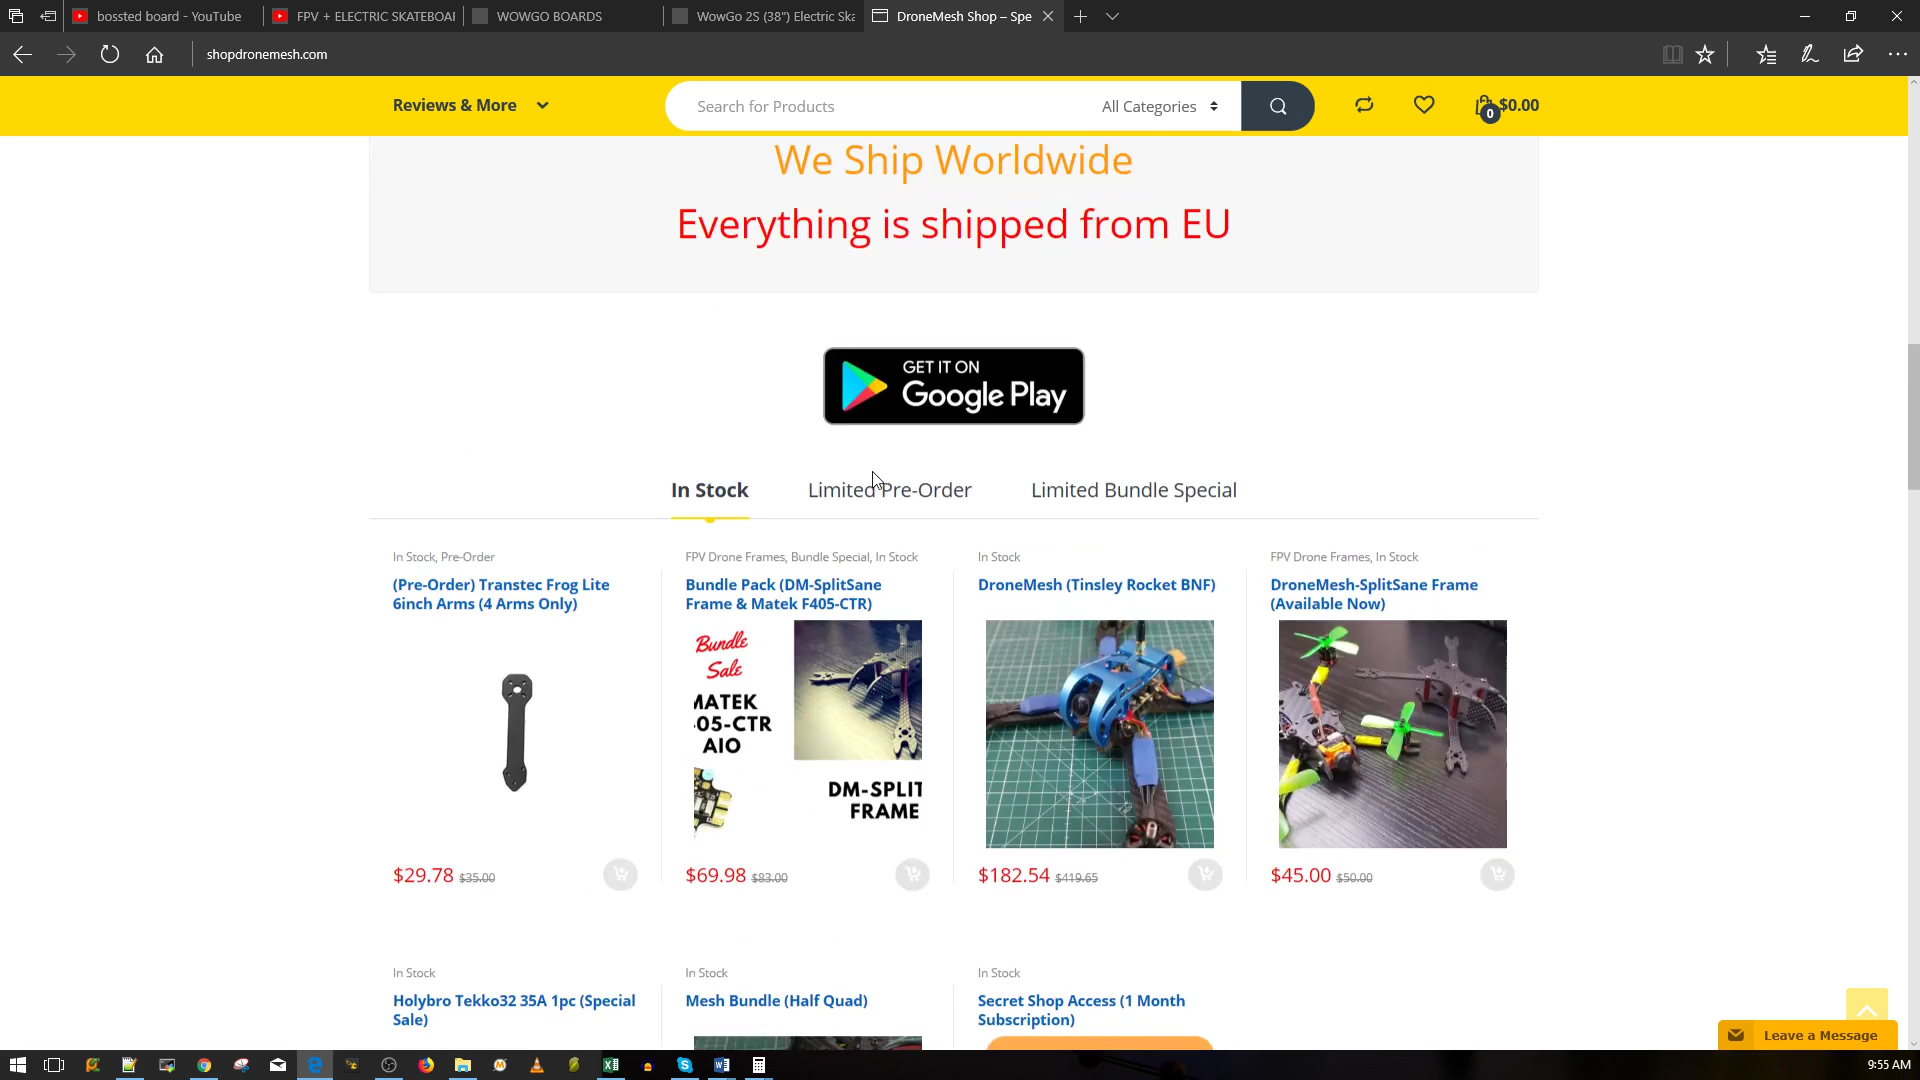 bossted board - YouTube
FPV + ELECTRIC SKATEBOAI
WOWGO BOARDS
WowGo 2S (38") Electric Ska
DroneMesh Shop – Spe
shopdronemesh.com
Reviews & More
Search for Products
All Categories
0
$0.00
We Ship Worldwide
Everything is shipped from EU
GET IT ON
Google Play
In Stock
Limited Pre-Order
Limited Bundle Special
In Stock, Pre-Order
(Pre-Order) Transtec Frog Lite
6inch Arms (4 Arms Only)
$29.78 $35.00
FPV Drone Frames, Bundle Special, In Stock
Bundle Pack (DM-SplitSane
Frame & Matek F405-CTR)
Bundle
Sale
MATEK
-05-CTR
AIO
DM-SPLIT
FRAME
$69.98 $83.00
In Stock
DroneMesh (Tinsley Rocket BNF)
$182.54 $419.65
FPV Drone Frames, In Stock
DroneMesh-SplitSane Frame
(Available Now)
$45.00 $50.00
In Stock
Holybro Tekko32 35A 1pc (Special
Sale)
In Stock
Mesh Bundle (Half Quad)
In Stock
Secret Shop Access (1 Month
Subscription)
Leave a Message
9:55 AM